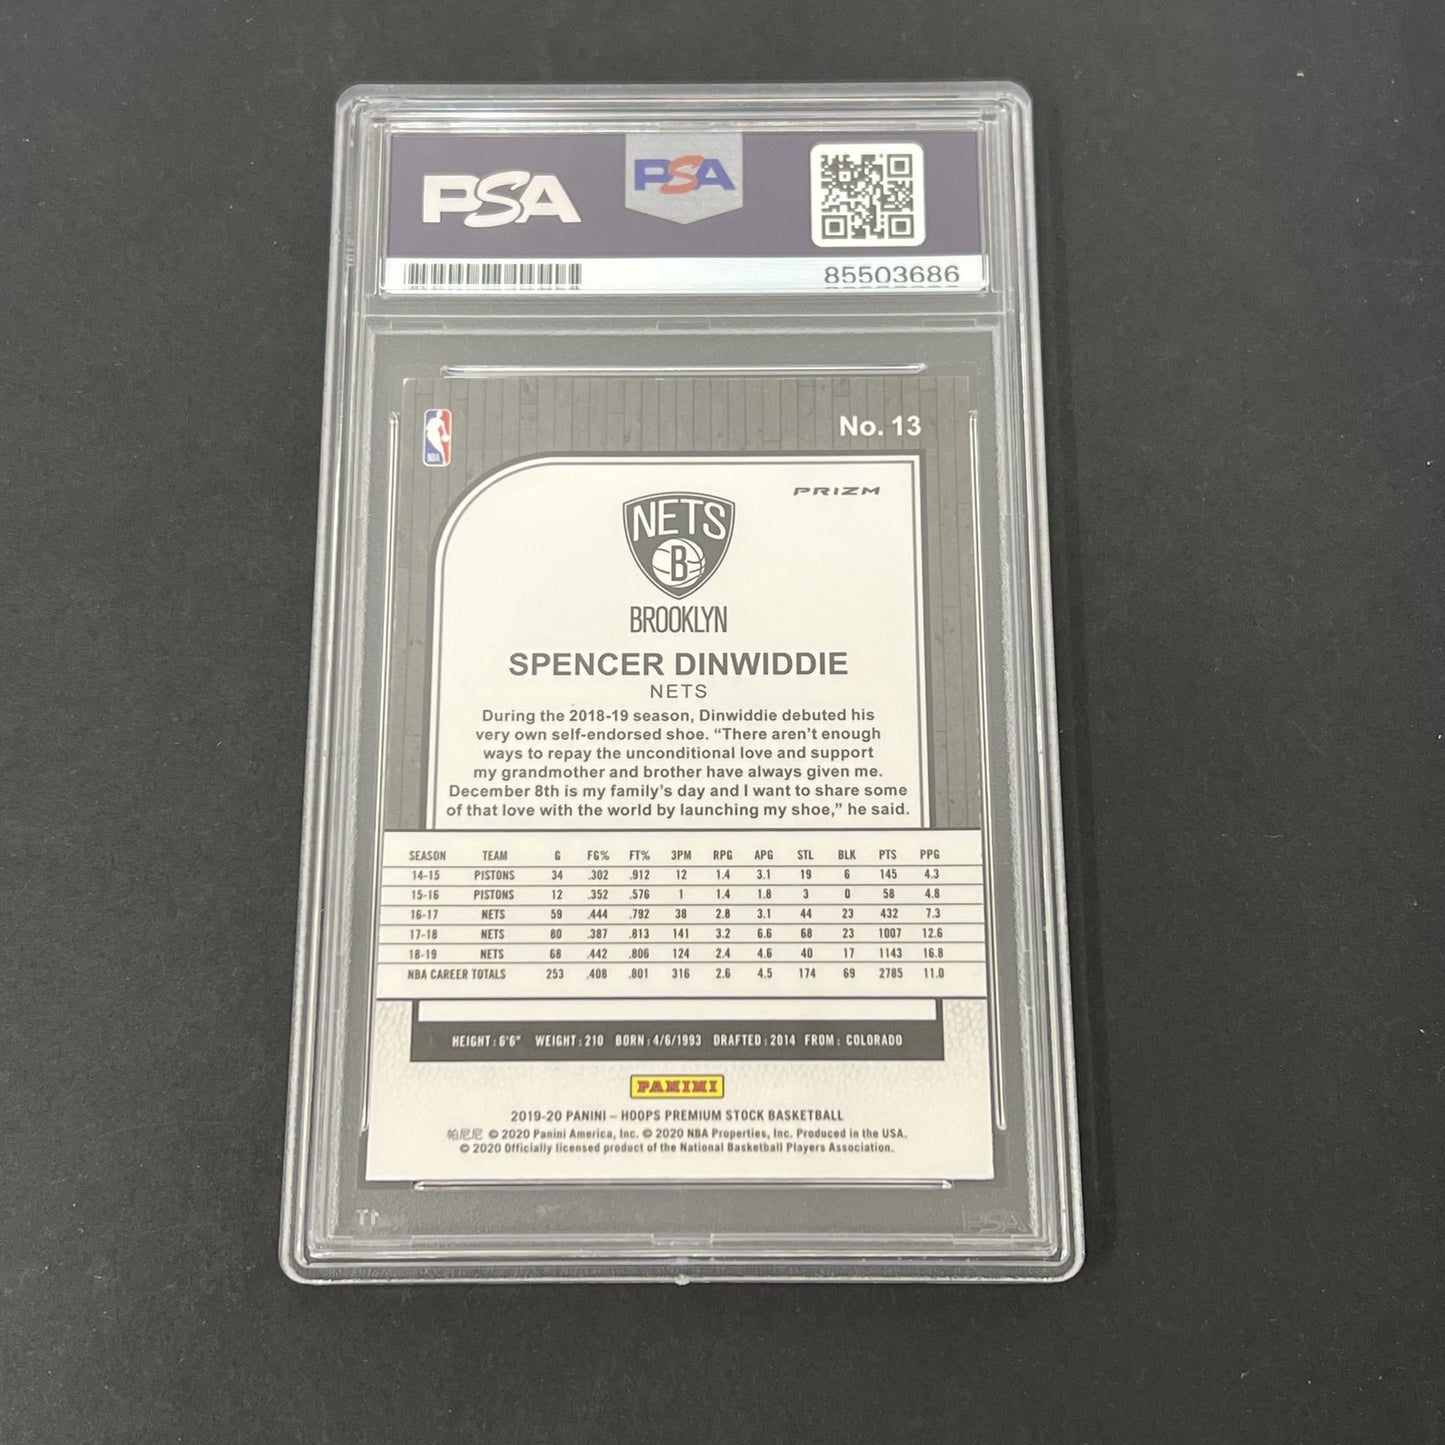 PSA
PSA
85503686
NBA
No. 13
PRIZM
NETS
B
BROOKLYN
SPENCER DINWIDDIE
NETS
During the 2018-19 season, Dinwiddie debuted his
very own self-endorsed shoe. “There aren’t enough
ways to repay the unconditional love and support
my grandmother and brother have always given me.
December 8th is my family’s day and I want to share some
of that love with the world by launching my shoe,” he said.
SEASON TEAM G FG% FT% 3PM RPG APG STL BLK PTS PPG
14-15 PISTONS 34 .302 .912 12 1.4 3.1 19 6 145 4.3
15-16 PISTONS 12 .352 .576 1 1.4 1.8 3 0 58 4.8
16-17 NETS 59 .444 .792 38 2.8 3.1 44 23 432 7.3
17-18 NETS 80 .387 .813 141 3.2 6.6 68 23 1007 12.6
18-19 NETS 68 .442 .806 124 2.4 4.6 40 17 1143 16.8
NBA CAREER TOTALS 253 .408 .801 316 2.6 4.5 174 69 2785 11.0
HEIGHT: 6'6" WEIGHT: 210 BORN: 4/6/1993 DRAFTED: 2014 FROM: COLORADO
PANINI
2019-20 PANINI – HOOPS PREMIUM STOCK BASKETBALL
帕尼尼 © 2020 Panini America, Inc. © 2020 NBA Properties, Inc. Produced in the USA.
© 2020 Officially licensed product of the National Basketball Players Association.
PSA